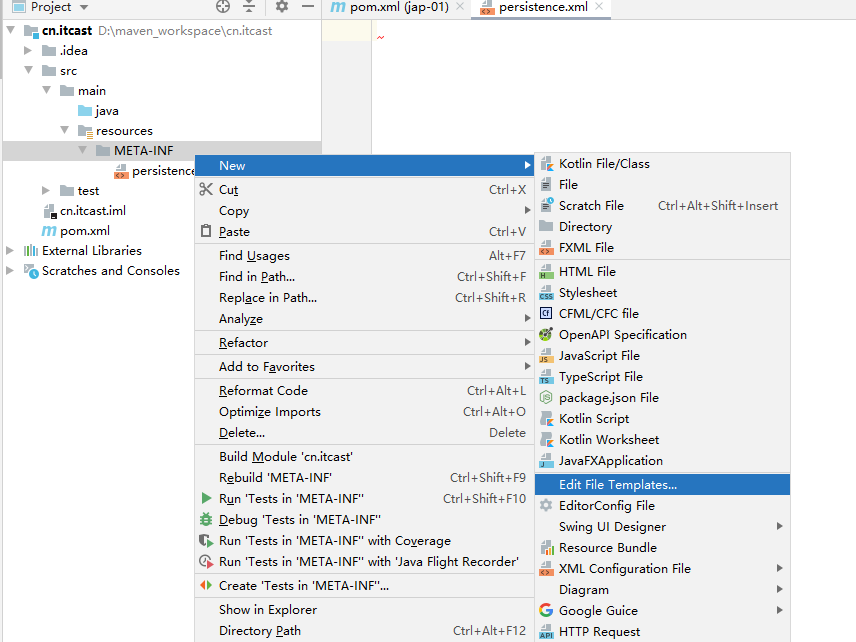 Project
pom.xml (jap-01)
persistence.xml
cn.itcast D:\maven_workspace\cn.itcast
.idea
src
main
java
resources
META-INF
persistence
test
cn.itcast.iml
pom.xml
External Libraries
Scratches and Consoles
New
Cut Ctrl+X
Copy
Paste Ctrl+V
Find Usages Alt+F7
Find in Path... Ctrl+Shift+F
Replace in Path... Ctrl+Shift+R
Analyze
Refactor
Add to Favorites
Reformat Code Ctrl+Alt+L
Optimize Imports Ctrl+Alt+O
Delete... Delete
Build Module 'cn.itcast'
Rebuild 'META-INF' Ctrl+Shift+F9
Run 'Tests in 'META-INF'' Ctrl+Shift+F10
Debug 'Tests in 'META-INF''
Run 'Tests in 'META-INF'' with Coverage
Run 'Tests in 'META-INF'' with 'Java Flight Recorder'
Create 'Tests in 'META-INF''...
Show in Explorer
Directory Path Ctrl+Alt+F12
Kotlin File/Class
File
Scratch File Ctrl+Alt+Shift+Insert
Directory
FXML File
HTML File
Stylesheet
CFML/CFC file
OpenAPI Specification
JavaScript File
TypeScript File
package.json File
Kotlin Script
Kotlin Worksheet
JavaFXApplication
Edit File Templates...
EditorConfig File
Swing UI Designer
Resource Bundle
XML Configuration File
Diagram
Google Guice
HTTP Request